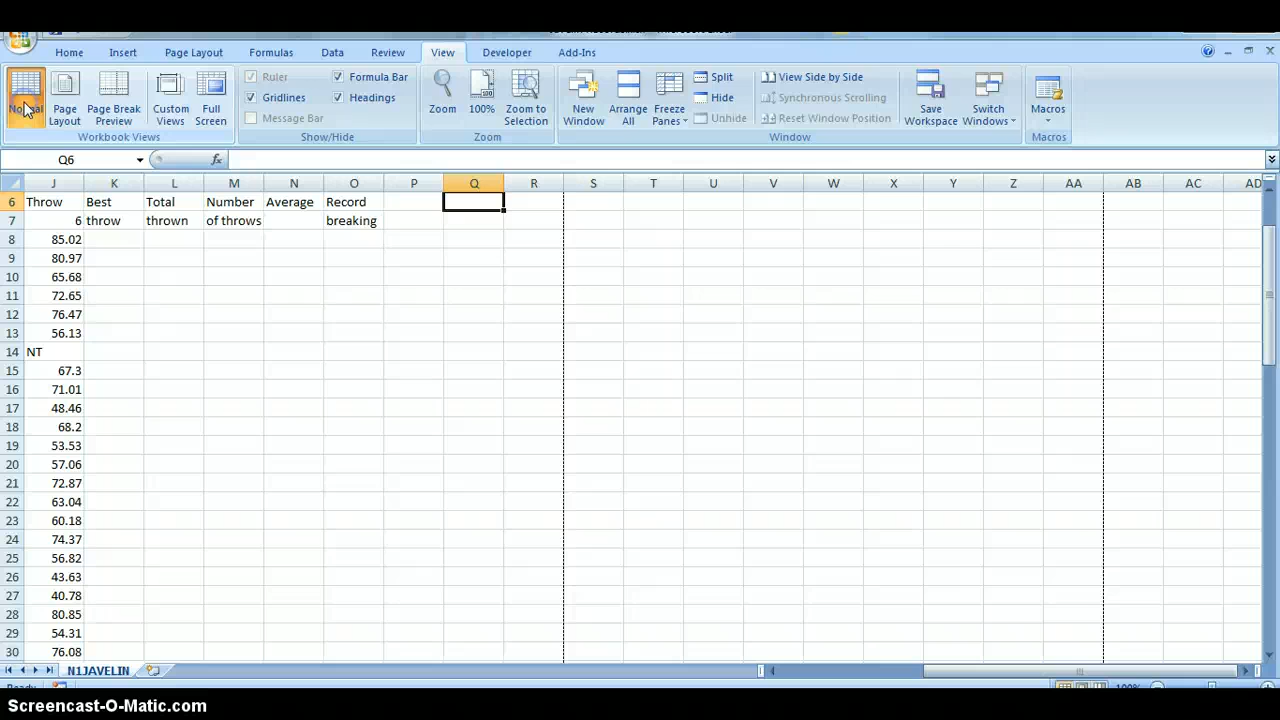 Home Insert Page Layout Formulas Data Review View Developer Add-Ins
Normal Page Layout Page Break Preview Custom Views Full Screen
Workbook Views
Ruler Formula Bar
Gridlines Headings
Message Bar
Show/Hide
Zoom 100% Zoom to Selection
Zoom
New Window Arrange All Freeze Panes
Split View Side by Side
Hide Synchronous Scrolling
Unhide Reset Window Position
Window
Save Workspace Switch Windows
Macros
Macros
Q6 fx
J K L M N O P Q R S T U V W X Y Z AA AB AC AD
6 Throw Best Total Number Average Record
7 6 throw thrown of throws breaking
8 85.02
9 80.97
10 65.68
11 72.65
12 76.47
13 56.13
14 NT
15 67.3
16 71.01
17 48.46
18 68.2
19 53.53
20 57.06
21 72.87
22 63.04
23 60.18
24 74.37
25 56.82
26 43.63
27 40.78
28 80.85
29 54.31
30 76.08
N1JAVELIN
Ready 100%
Screencast-O-Matic.com